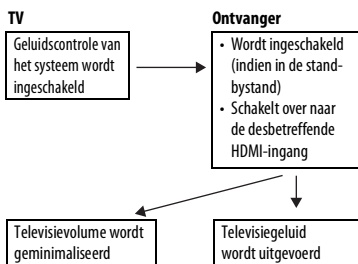 TV
Geluidscontrole van
het systeem wordt
ingeschakeld
Ontvanger
• Wordt ingeschakeld
(indien in de stand-
bystand)
• Schakelt over naar
de desbetreffende
HDMI-ingang
Televisievolume wordt
geminimaliseerd
Televisiegeluid
wordt uitgevoerd